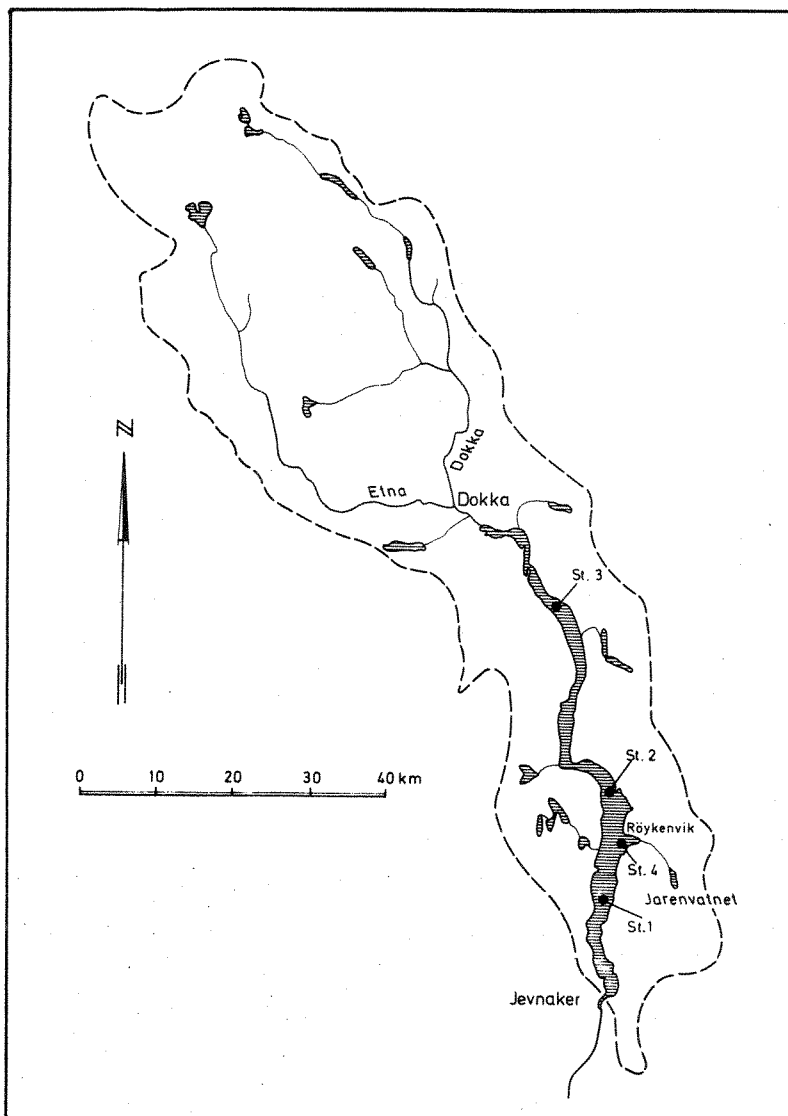 N
Dokka
Etna
Dokka
St. 3
0 10 20 30 40 km
St. 2
Röykenvik
St. 4
Jarenvatnet
St.1
Jevnaker